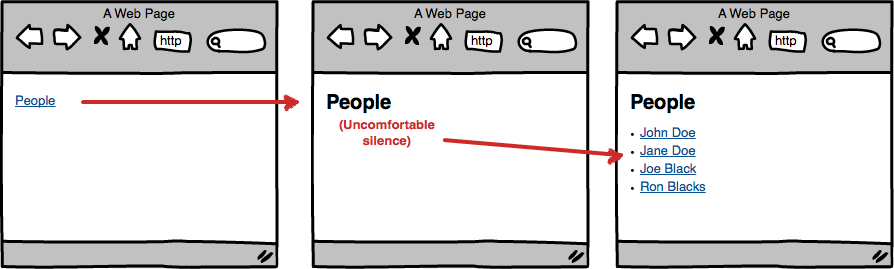 A Web Page
http
People
A Web Page
http
People
(Uncomfortable
silence)
A Web Page
http
People
• John Doe
• Jane Doe
• Joe Black
• Ron Blacks